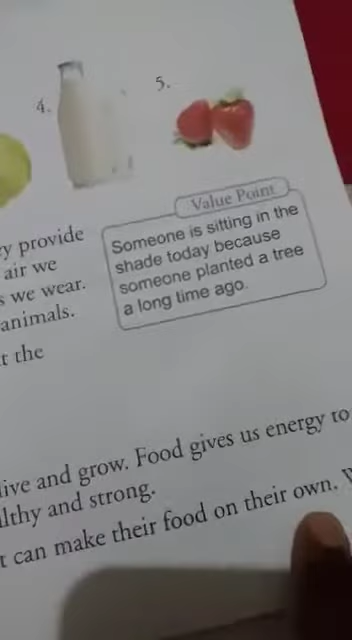 4.
5.
Value Point
Someone is sitting in the
shade today because
someone planted a tree
a long time ago.
provide
air we
we wear.
animals.
the
live and grow. Food gives us energy to
and strong.
can make their food on their own.